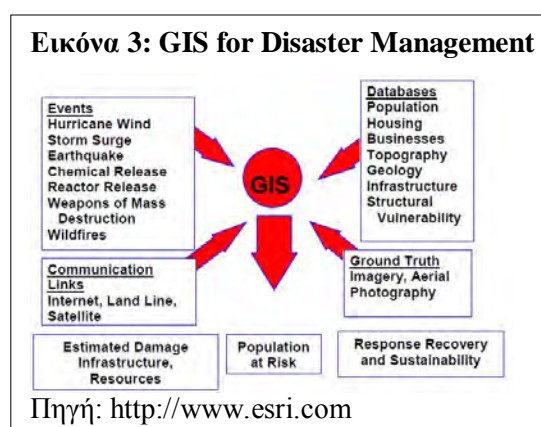 Εικόνα 3: GIS for Disaster Management
Events
Hurricane Wind
Storm Surge
Earthquake
Chemical Release
Reactor Release
Weapons of Mass
Destruction
Wildfires
GIS
Databases
Population
Housing
Businesses
Topography
Geology
Infrastructure
Structural
Vulnerability
Communication
Links
Internet, Land Line,
Satellite
Ground Truth
Imagery, Aerial
Photography
Estimated Damage
Infrastructure,
Resources
Population
at Risk
Response Recovery
and Sustainability
Πηγή: http://www.esri.com